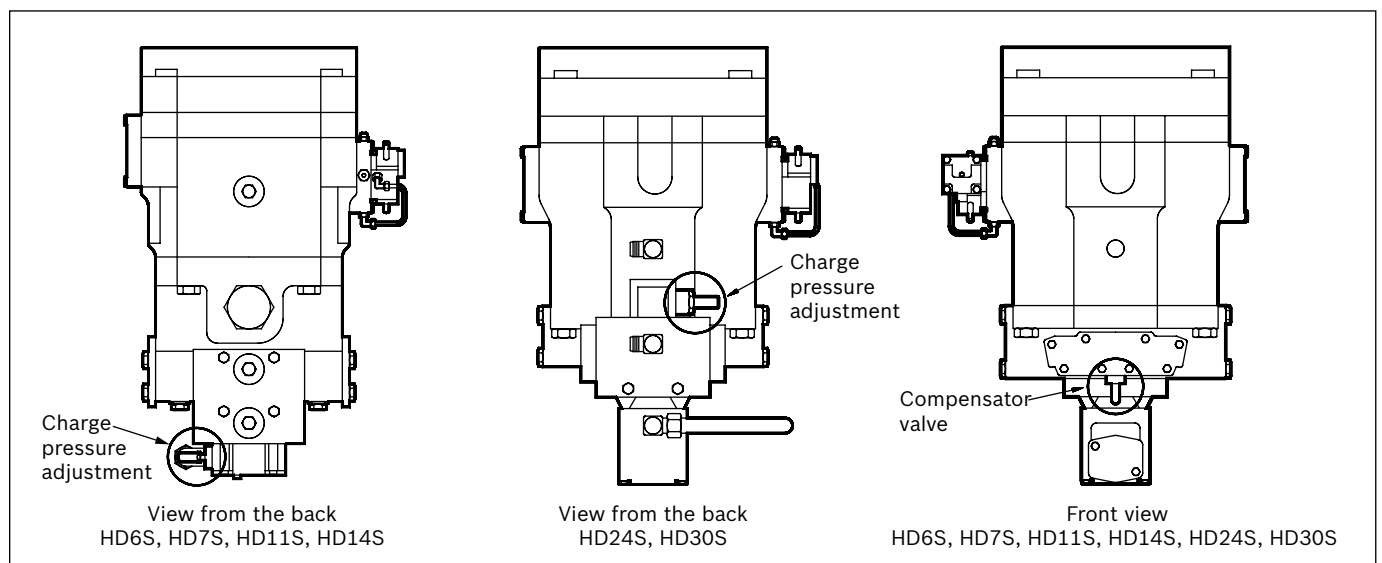 Charge
pressure
adjustment
View from the back
HD6S, HD7S, HD11S, HD14S
Charge
pressure
adjustment
View from the back
HD24S, HD30S
Compensator
valve
Front view
HD6S, HD7S, HD11S, HD14S, HD24S, HD30S